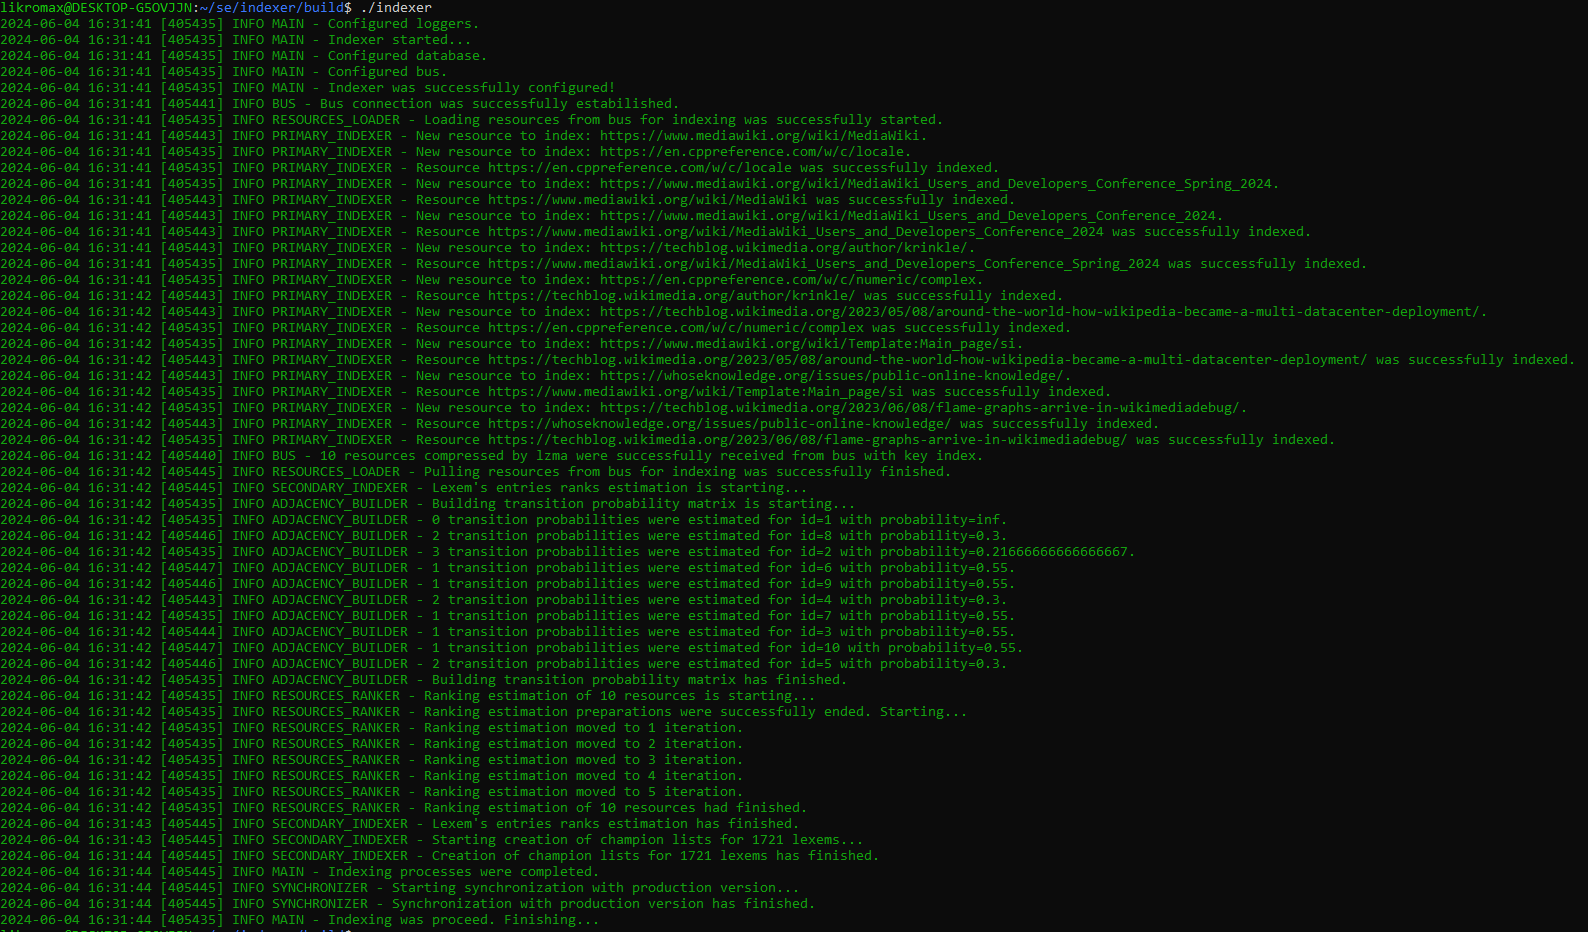 likromax@DESKTOP-G5OVJJN:~/se/indexer/build$ ./indexer
2024-06-04 16:31:41 [405435] INFO MAIN - Configured loggers.
2024-06-04 16:31:41 [405435] INFO MAIN - Indexer started...
2024-06-04 16:31:41 [405435] INFO MAIN - Configured database.
2024-06-04 16:31:41 [405435] INFO MAIN - Configured bus.
2024-06-04 16:31:41 [405435] INFO MAIN - Indexer was successfully configured!
2024-06-04 16:31:41 [405441] INFO BUS - Bus connection was successfully estabilished.
2024-06-04 16:31:41 [405435] INFO RESOURCES_LOADER - Loading resources from bus for indexing was successfully started.
2024-06-04 16:31:41 [405443] INFO PRIMARY_INDEXER - New resource to index: https://www.mediawiki.org/wiki/MediaWiki.
2024-06-04 16:31:41 [405435] INFO PRIMARY_INDEXER - New resource to index: https://en.cppreference.com/w/c/locale.
2024-06-04 16:31:41 [405435] INFO PRIMARY_INDEXER - Resource https://en.cppreference.com/w/c/locale was successfully indexed.
2024-06-04 16:31:41 [405435] INFO PRIMARY_INDEXER - New resource to index: https://www.mediawiki.org/wiki/MediaWiki_Users_and_Developers_Conference_Spring_2024.
2024-06-04 16:31:41 [405443] INFO PRIMARY_INDEXER - Resource https://www.mediawiki.org/wiki/MediaWiki was successfully indexed.
2024-06-04 16:31:41 [405443] INFO PRIMARY_INDEXER - New resource to index: https://www.mediawiki.org/wiki/MediaWiki_Users_and_Developers_Conference_2024.
2024-06-04 16:31:41 [405443] INFO PRIMARY_INDEXER - Resource https://www.mediawiki.org/wiki/MediaWiki_Users_and_Developers_Conference_2024 was successfully indexed.
2024-06-04 16:31:41 [405443] INFO PRIMARY_INDEXER - New resource to index: https://techblog.wikimedia.org/author/krinkle/.
2024-06-04 16:31:41 [405435] INFO PRIMARY_INDEXER - Resource https://www.mediawiki.org/wiki/MediaWiki_Users_and_Developers_Conference_Spring_2024 was successfully indexed.
2024-06-04 16:31:41 [405435] INFO PRIMARY_INDEXER - New resource to index: https://en.cppreference.com/w/c/numeric/complex.
2024-06-04 16:31:42 [405443] INFO PRIMARY_INDEXER - Resource https://techblog.wikimedia.org/author/krinkle/ was successfully indexed.
2024-06-04 16:31:42 [405443] INFO PRIMARY_INDEXER - New resource to index: https://techblog.wikimedia.org/2023/05/08/around-the-world-how-wikipedia-became-a-multi-datacenter-deployment/.
2024-06-04 16:31:42 [405435] INFO PRIMARY_INDEXER - Resource https://en.cppreference.com/w/c/numeric/complex was successfully indexed.
2024-06-04 16:31:42 [405435] INFO PRIMARY_INDEXER - New resource to index: https://www.mediawiki.org/wiki/Template:Main_page/si.
2024-06-04 16:31:42 [405443] INFO PRIMARY_INDEXER - Resource https://techblog.wikimedia.org/2023/05/08/around-the-world-how-wikipedia-became-a-multi-datacenter-deployment/ was successfully indexed.
2024-06-04 16:31:42 [405443] INFO PRIMARY_INDEXER - New resource to index: https://whoseknowledge.org/issues/public-online-knowledge/.
2024-06-04 16:31:42 [405435] INFO PRIMARY_INDEXER - Resource https://www.mediawiki.org/wiki/Template:Main_page/si was successfully indexed.
2024-06-04 16:31:42 [405435] INFO PRIMARY_INDEXER - New resource to index: https://techblog.wikimedia.org/2023/06/08/flame-graphs-arrive-in-wikimediadebug/.
2024-06-04 16:31:42 [405443] INFO PRIMARY_INDEXER - Resource https://whoseknowledge.org/issues/public-online-knowledge/ was successfully indexed.
2024-06-04 16:31:42 [405435] INFO PRIMARY_INDEXER - Resource https://techblog.wikimedia.org/2023/06/08/flame-graphs-arrive-in-wikimediadebug/ was successfully indexed.
2024-06-04 16:31:42 [405440] INFO BUS - 10 resources compressed by lzma were successfully received from bus with key index.
2024-06-04 16:31:42 [405445] INFO RESOURCES_LOADER - Pulling resources from bus for indexing was successfully finished.
2024-06-04 16:31:42 [405445] INFO SECONDARY_INDEXER - Lexem's entries ranks estimation is starting...
2024-06-04 16:31:42 [405435] INFO ADJACENCY_BUILDER - Building transition probability matrix is starting...
2024-06-04 16:31:42 [405435] INFO ADJACENCY_BUILDER - 0 transition probabilities were estimated for id=1 with probability=inf.
2024-06-04 16:31:42 [405446] INFO ADJACENCY_BUILDER - 2 transition probabilities were estimated for id=8 with probability=0.3.
2024-06-04 16:31:42 [405435] INFO ADJACENCY_BUILDER - 3 transition probabilities were estimated for id=2 with probability=0.21666666666666667.
2024-06-04 16:31:42 [405447] INFO ADJACENCY_BUILDER - 1 transition probabilities were estimated for id=6 with probability=0.55.
2024-06-04 16:31:42 [405446] INFO ADJACENCY_BUILDER - 1 transition probabilities were estimated for id=9 with probability=0.55.
2024-06-04 16:31:42 [405443] INFO ADJACENCY_BUILDER - 2 transition probabilities were estimated for id=4 with probability=0.3.
2024-06-04 16:31:42 [405435] INFO ADJACENCY_BUILDER - 1 transition probabilities were estimated for id=7 with probability=0.55.
2024-06-04 16:31:42 [405444] INFO ADJACENCY_BUILDER - 1 transition probabilities were estimated for id=3 with probability=0.55.
2024-06-04 16:31:42 [405447] INFO ADJACENCY_BUILDER - 1 transition probabilities were estimated for id=10 with probability=0.55.
2024-06-04 16:31:42 [405446] INFO ADJACENCY_BUILDER - 2 transition probabilities were estimated for id=5 with probability=0.3.
2024-06-04 16:31:42 [405435] INFO ADJACENCY_BUILDER - Building transition probability matrix has finished.
2024-06-04 16:31:42 [405435] INFO RESOURCES_RANKER - Ranking estimation of 10 resources is starting...
2024-06-04 16:31:42 [405435] INFO RESOURCES_RANKER - Ranking estimation preparations were successfully ended. Starting...
2024-06-04 16:31:42 [405435] INFO RESOURCES_RANKER - Ranking estimation moved to 1 iteration.
2024-06-04 16:31:42 [405435] INFO RESOURCES_RANKER - Ranking estimation moved to 2 iteration.
2024-06-04 16:31:42 [405435] INFO RESOURCES_RANKER - Ranking estimation moved to 3 iteration.
2024-06-04 16:31:42 [405435] INFO RESOURCES_RANKER - Ranking estimation moved to 4 iteration.
2024-06-04 16:31:42 [405435] INFO RESOURCES_RANKER - Ranking estimation moved to 5 iteration.
2024-06-04 16:31:42 [405435] INFO RESOURCES_RANKER - Ranking estimation of 10 resources had finished.
2024-06-04 16:31:43 [405445] INFO SECONDARY_INDEXER - Lexem's entries ranks estimation has finished.
2024-06-04 16:31:43 [405445] INFO SECONDARY_INDEXER - Starting creation of champion lists for 1721 lexems...
2024-06-04 16:31:44 [405445] INFO SECONDARY_INDEXER - Creation of champion lists for 1721 lexems has finished.
2024-06-04 16:31:44 [405445] INFO MAIN - Indexing processes were completed.
2024-06-04 16:31:44 [405445] INFO SYNCHRONIZER - Starting synchronization with production version...
2024-06-04 16:31:44 [405445] INFO SYNCHRONIZER - Synchronization with production version has finished.
2024-06-04 16:31:44 [405435] INFO MAIN - Indexing was proceed. Finishing...